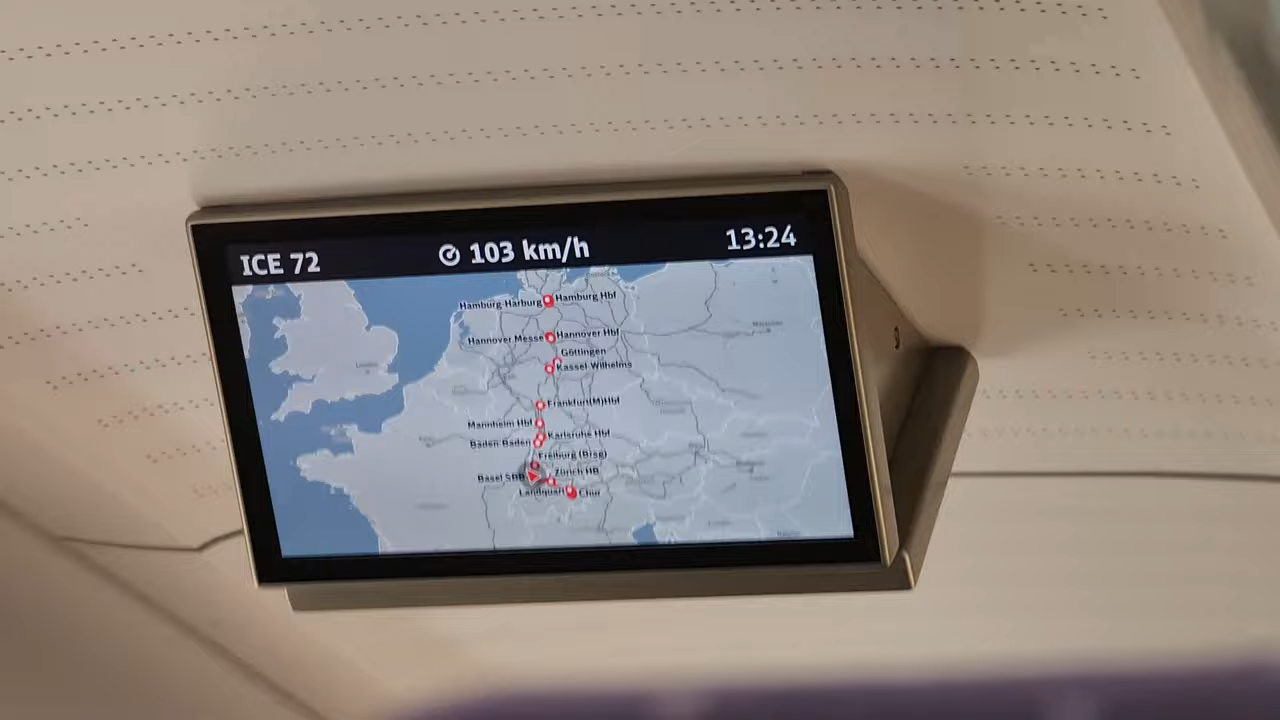 ICE 72
103 km/h
13:24
Hamburg Harburg
Hamburg Hbf
Hannover Messe
Hannover Hbf
Göttingen
Kassel-Wilhelms
Frankfurt(M)Hbf
Mannheim Hbf
Karlsruhe Hbf
Baden-Baden
Freiburg (Brsg)
Zürich HB
Basel SBB
Landquart
Chur